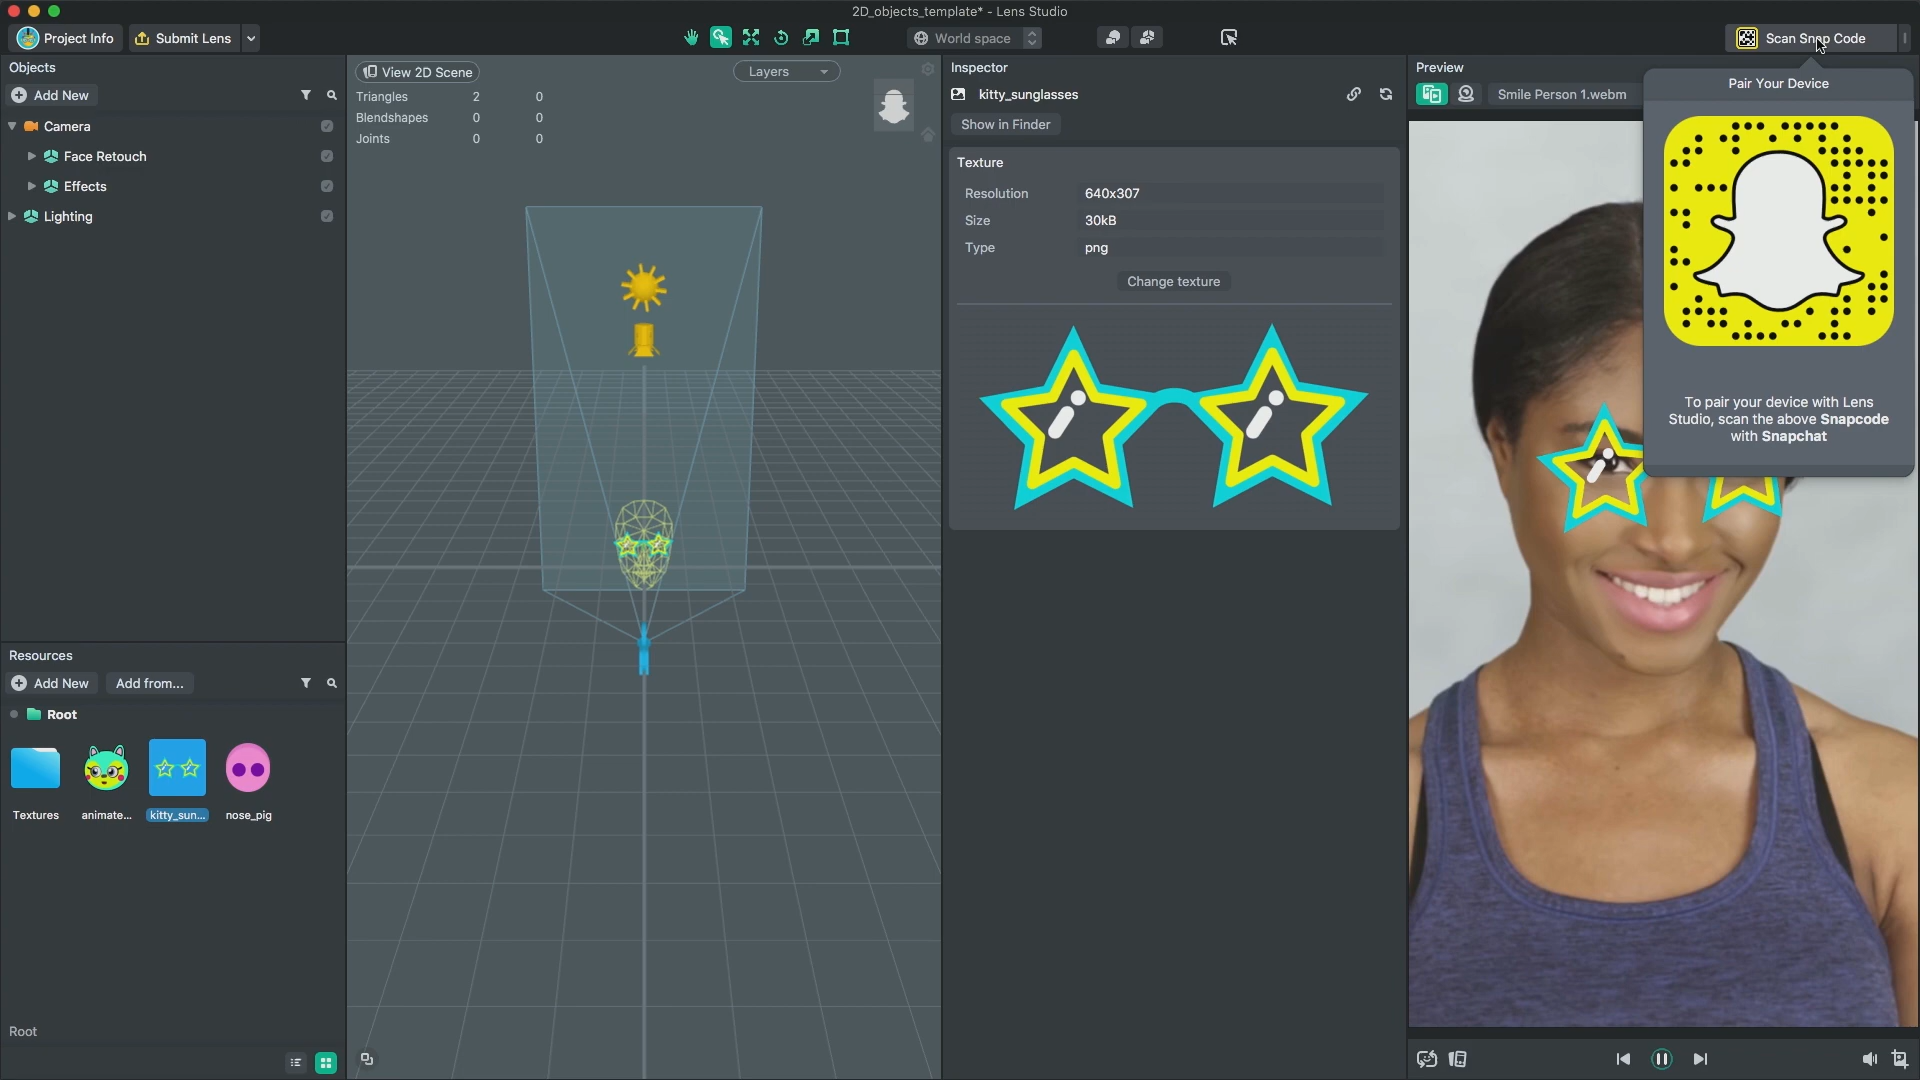 2D_objects_template* - Lens Studio
Project Info
Submit Lens
World space
Scan Snap Code
Objects
Add New
Camera
Face Retouch
Effects
Lighting
View 2D Scene
Layers
Triangles 2 0
Blendshapes 0 0
Joints 0 0
Inspector
kitty_sunglasses
Show in Finder
Texture
Resolution 640x307
Size 30kB
Type png
Change texture
Preview
Smile Person 1.webm
Pair Your Device
To pair your device with Lens
Studio, scan the above Snapcode
with Snapchat
Resources
Add New
Add from...
Root
Textures
animate...
kitty_sun...
nose_pig
Root